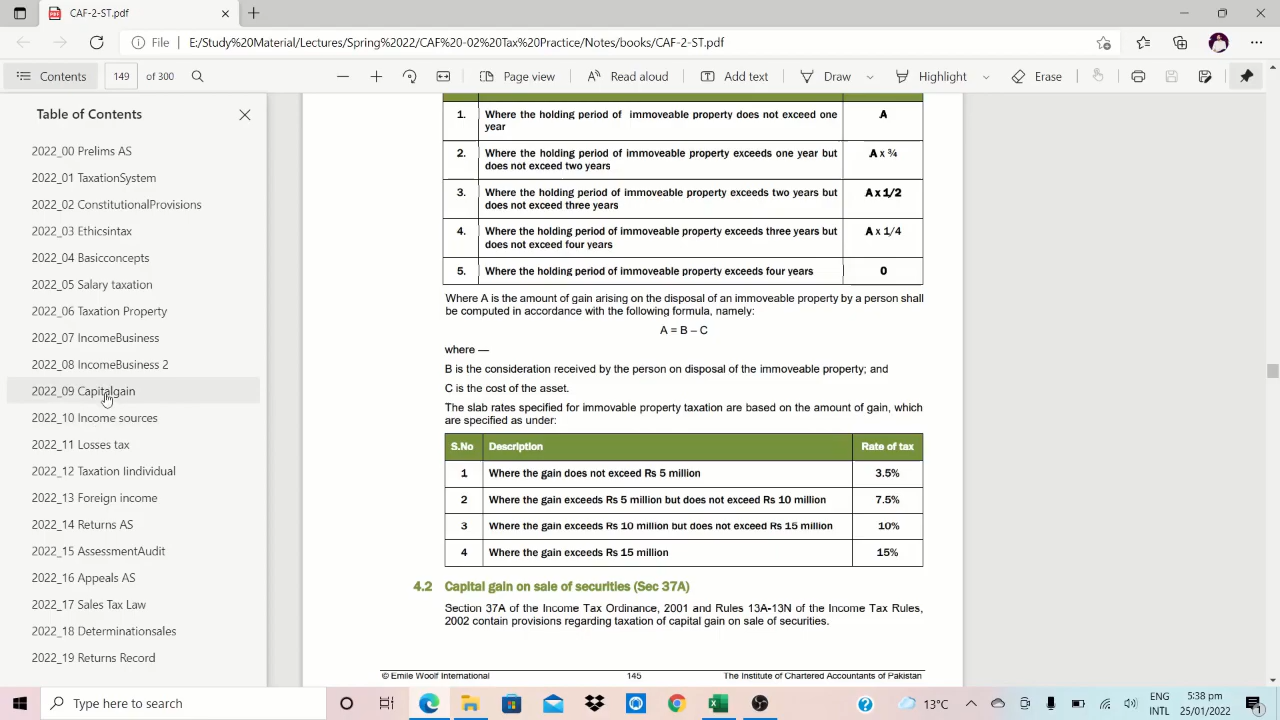 CAF-2-ST.pdf
File
E:/Study%20Material/Lectures/Spring%2022/CAF%20-02%20Tax%20Practice/Notes/books/CAF-2-ST.pdf
Contents 149 of 300 Page view Read aloud Add text Draw Highlight Erase
Table of Contents
2022_00 Prelims AS
2022_01 TaxationSystem
2022_02 ConstitutionalProvisions
2022_03 Ethicsintax
2022_04 Basicconcepts
2022_05 Salary taxation
2022_06 Taxation Property
2022_07 IncomeBusiness
2022_08 IncomeBusiness 2
2022_09 Capitalgain
2022_10 Income sources
2022_11 Losses tax
2022_12 Taxation Iindividual
2022_13 Foreign income
2022_14 Returns AS
2022_15 AssessmentAudit
2022_16 Appeals AS
2022_17 Sales Tax Law
2022_18 Determinationsales
2022_19 Returns Record
1. Where the holding period of immoveable property does not exceed one A
year
2. Where the holding period of immoveable property exceeds one year but A x ¾
does not exceed two years
3. Where the holding period of immoveable property exceeds two years but A x 1/2
does not exceed three years
4. Where the holding period of immoveable property exceeds three years but A x 1/4
does not exceed four years
5. Where the holding period of immoveable property exceeds four years 0
Where A is the amount of gain arising on the disposal of an immoveable property by a person shall
be computed in accordance with the following formula, namely:
A = B – C
where —
B is the consideration received by the person on disposal of the immoveable property; and
C is the cost of the asset.
The slab rates specified for immovable property taxation are based on the amount of gain, which
are specified as under:
S.No Description Rate of tax
1 Where the gain does not exceed Rs 5 million 3.5%
2 Where the gain exceeds Rs 5 million but does not exceed Rs 10 million 7.5%
3 Where the gain exceeds Rs 10 million but does not exceed Rs 15 million 10%
4 Where the gain exceeds Rs 15 million 15%
4.2 Capital gain on sale of securities (Sec 37A)
Section 37A of the Income Tax Ordinance, 2001 and Rules 13A-13N of the Income Tax Rules,
2002 contain provisions regarding taxation of capital gain on sale of securities.
© Emile Woolf International 145 The Institute of Chartered Accountants of Pakistan
Type here to search
13°C
ENG
INTL
5:38 pm
25/01/2022
1